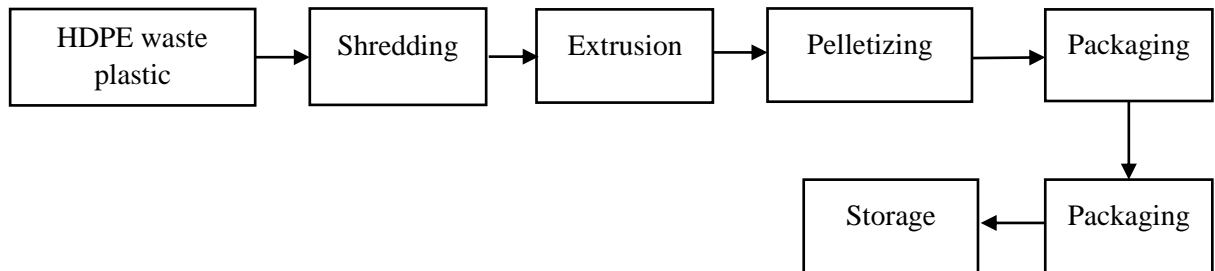 HDPE waste
plastic
Shredding
Extrusion
Pelletizing
Packaging
Packaging
Storage